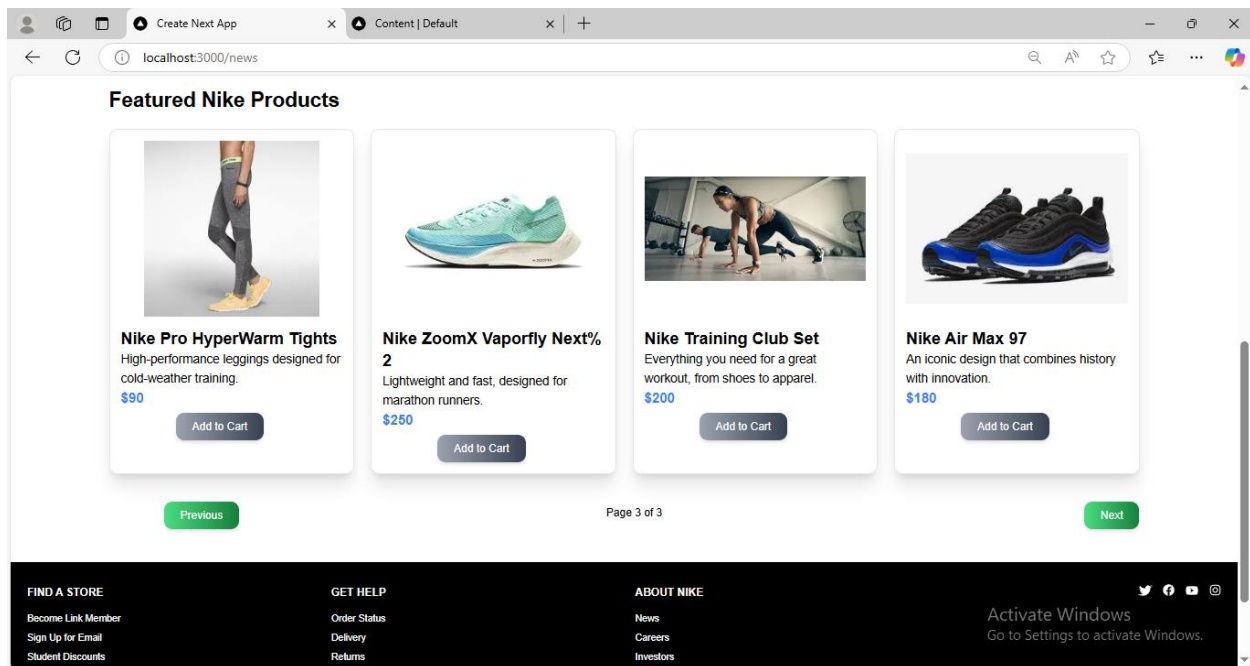 Create Next App
Content | Default
localhost:3000/news
Featured Nike Products
Nike Pro HyperWarm Tights
High-performance leggings designed for
cold-weather training.
$90
Add to Cart
Nike ZoomX Vaporfly Next%
2
Lightweight and fast, designed for
marathon runners.
$250
Add to Cart
Nike Training Club Set
Everything you need for a great
workout, from shoes to apparel.
$200
Add to Cart
Nike Air Max 97
An iconic design that combines history
with innovation.
$180
Add to Cart
Previous
Page 3 of 3
Next
FIND A STORE
Become Link Member
Sign Up for Email
Student Discounts
GET HELP
Order Status
Delivery
Returns
ABOUT NIKE
News
Careers
Investors
Activate Windows
Go to Settings to activate Windows.